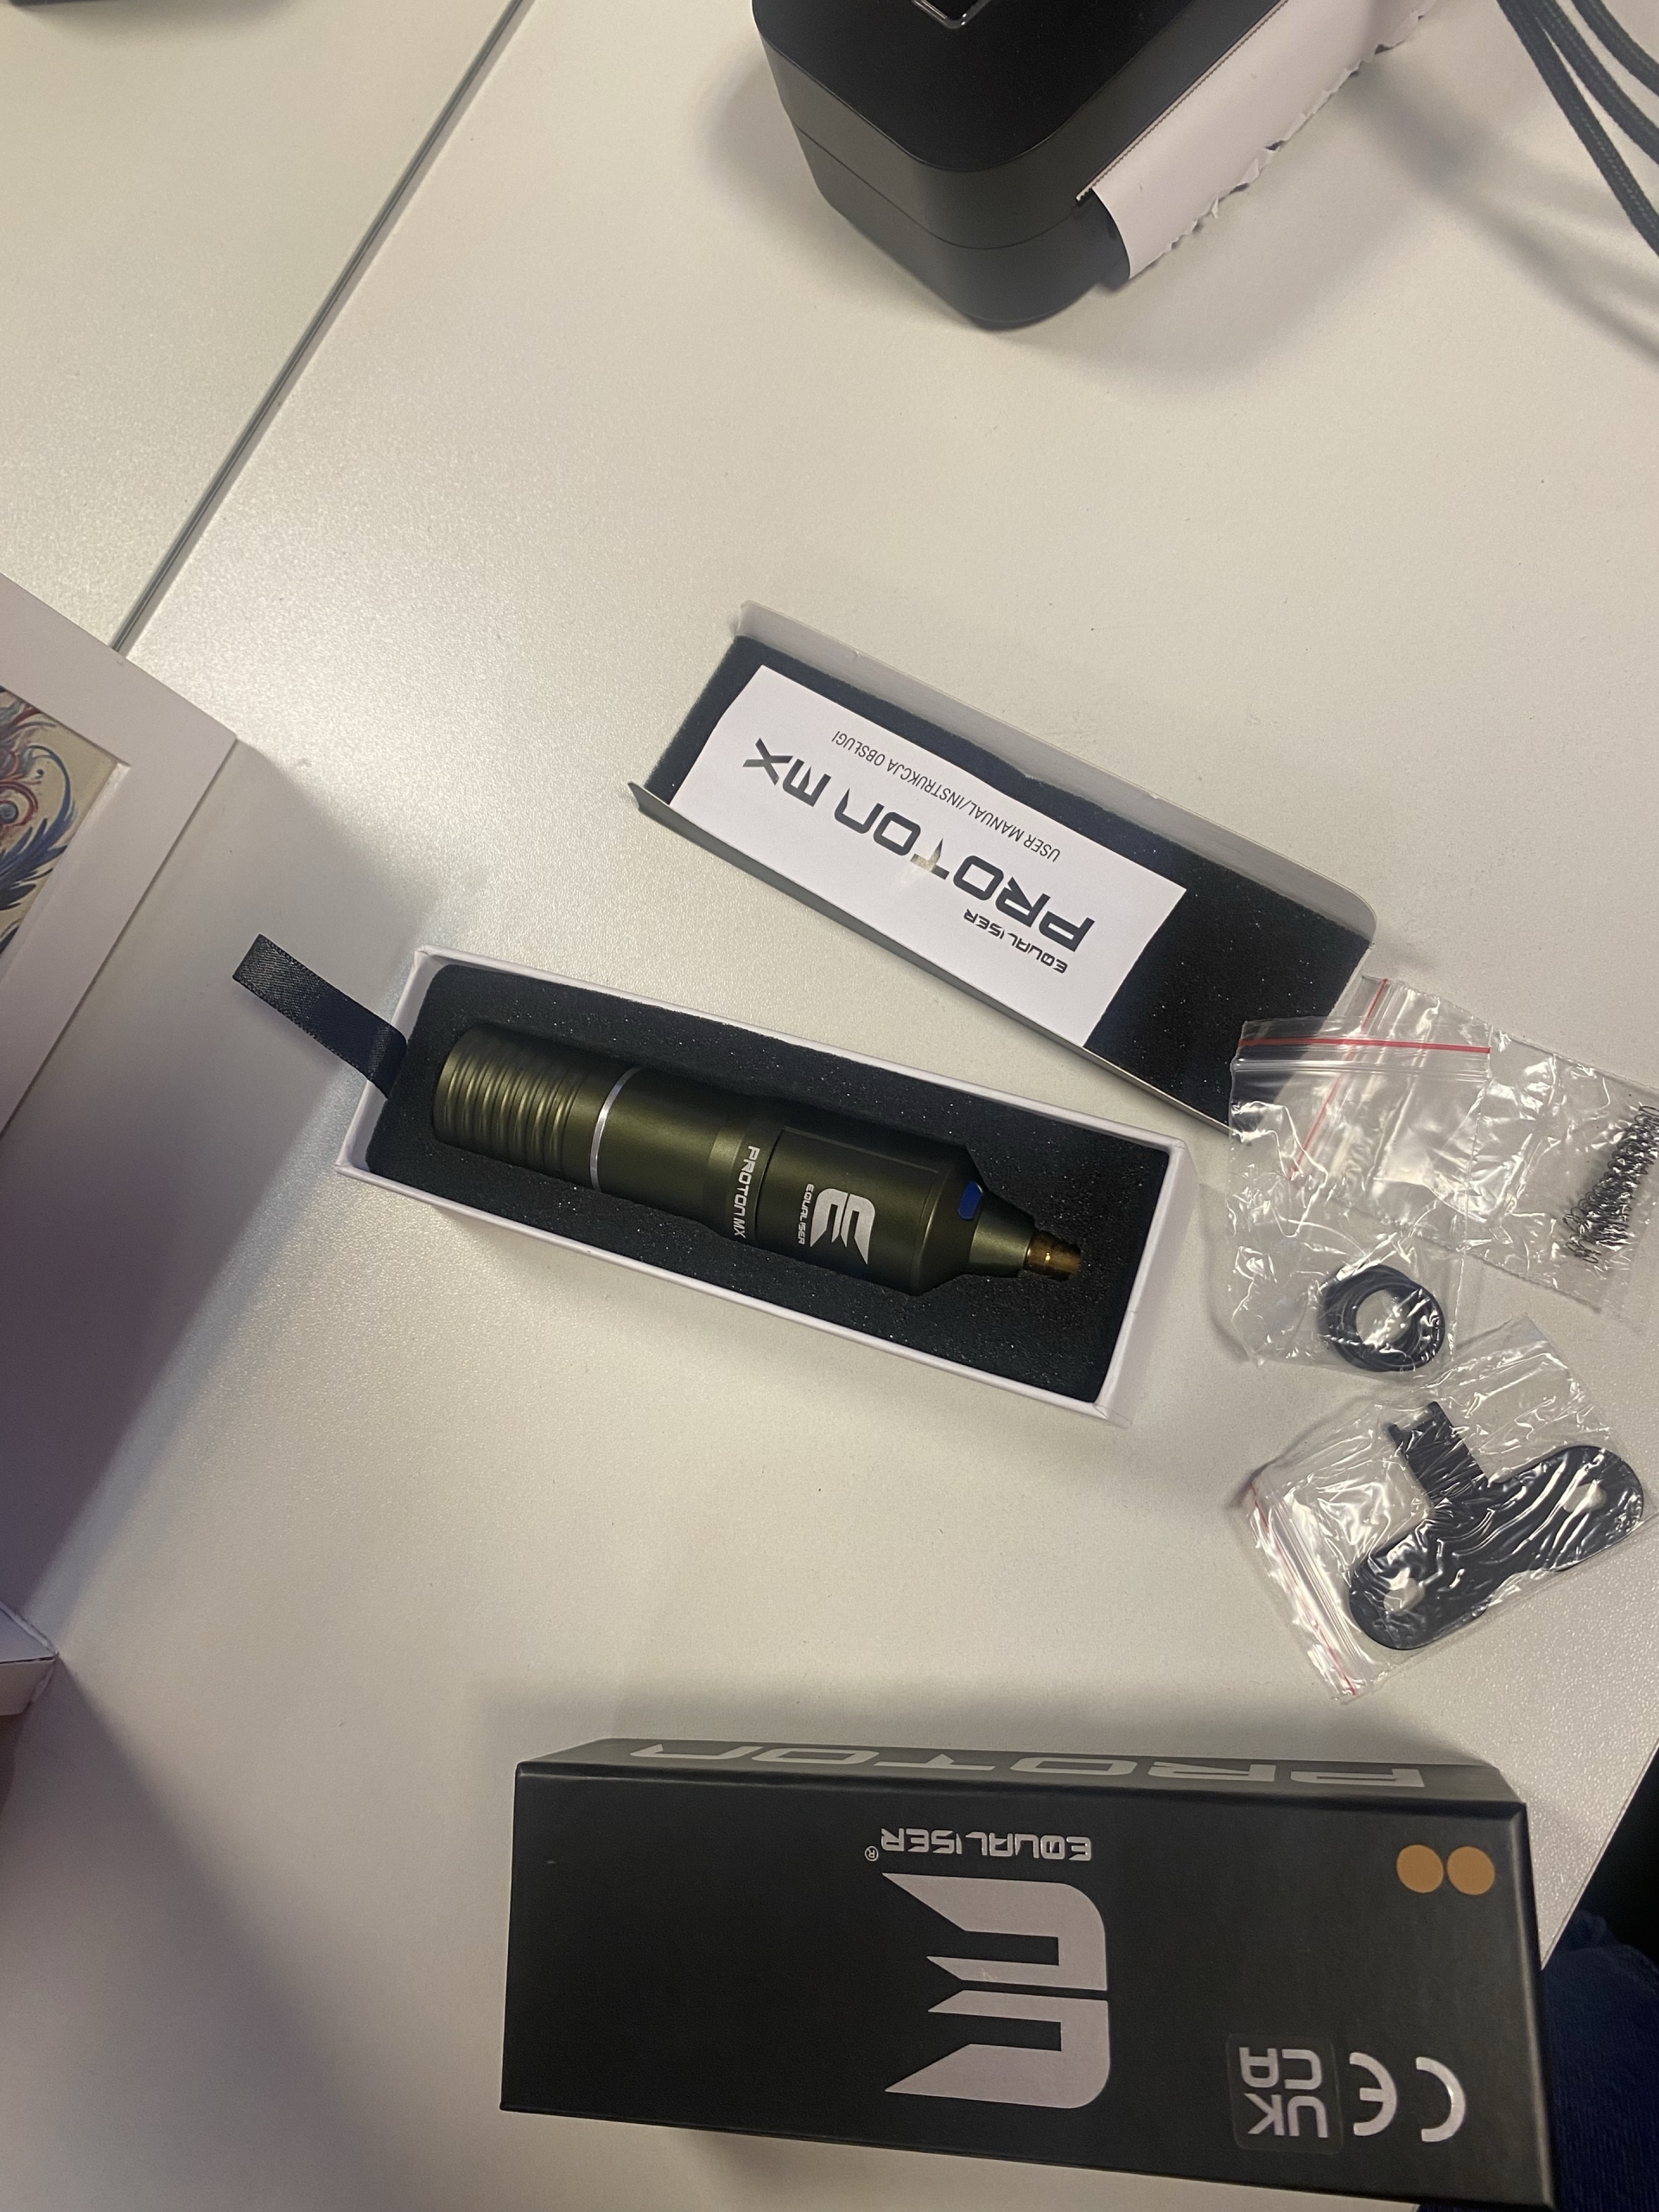 EQUALISER
PROTON MX
USER MANUAL/INSTRUKCJA OBSŁUGI
PROTON MX
EQUALISER
PROTON
EQUALISER®
UK
CA
CE